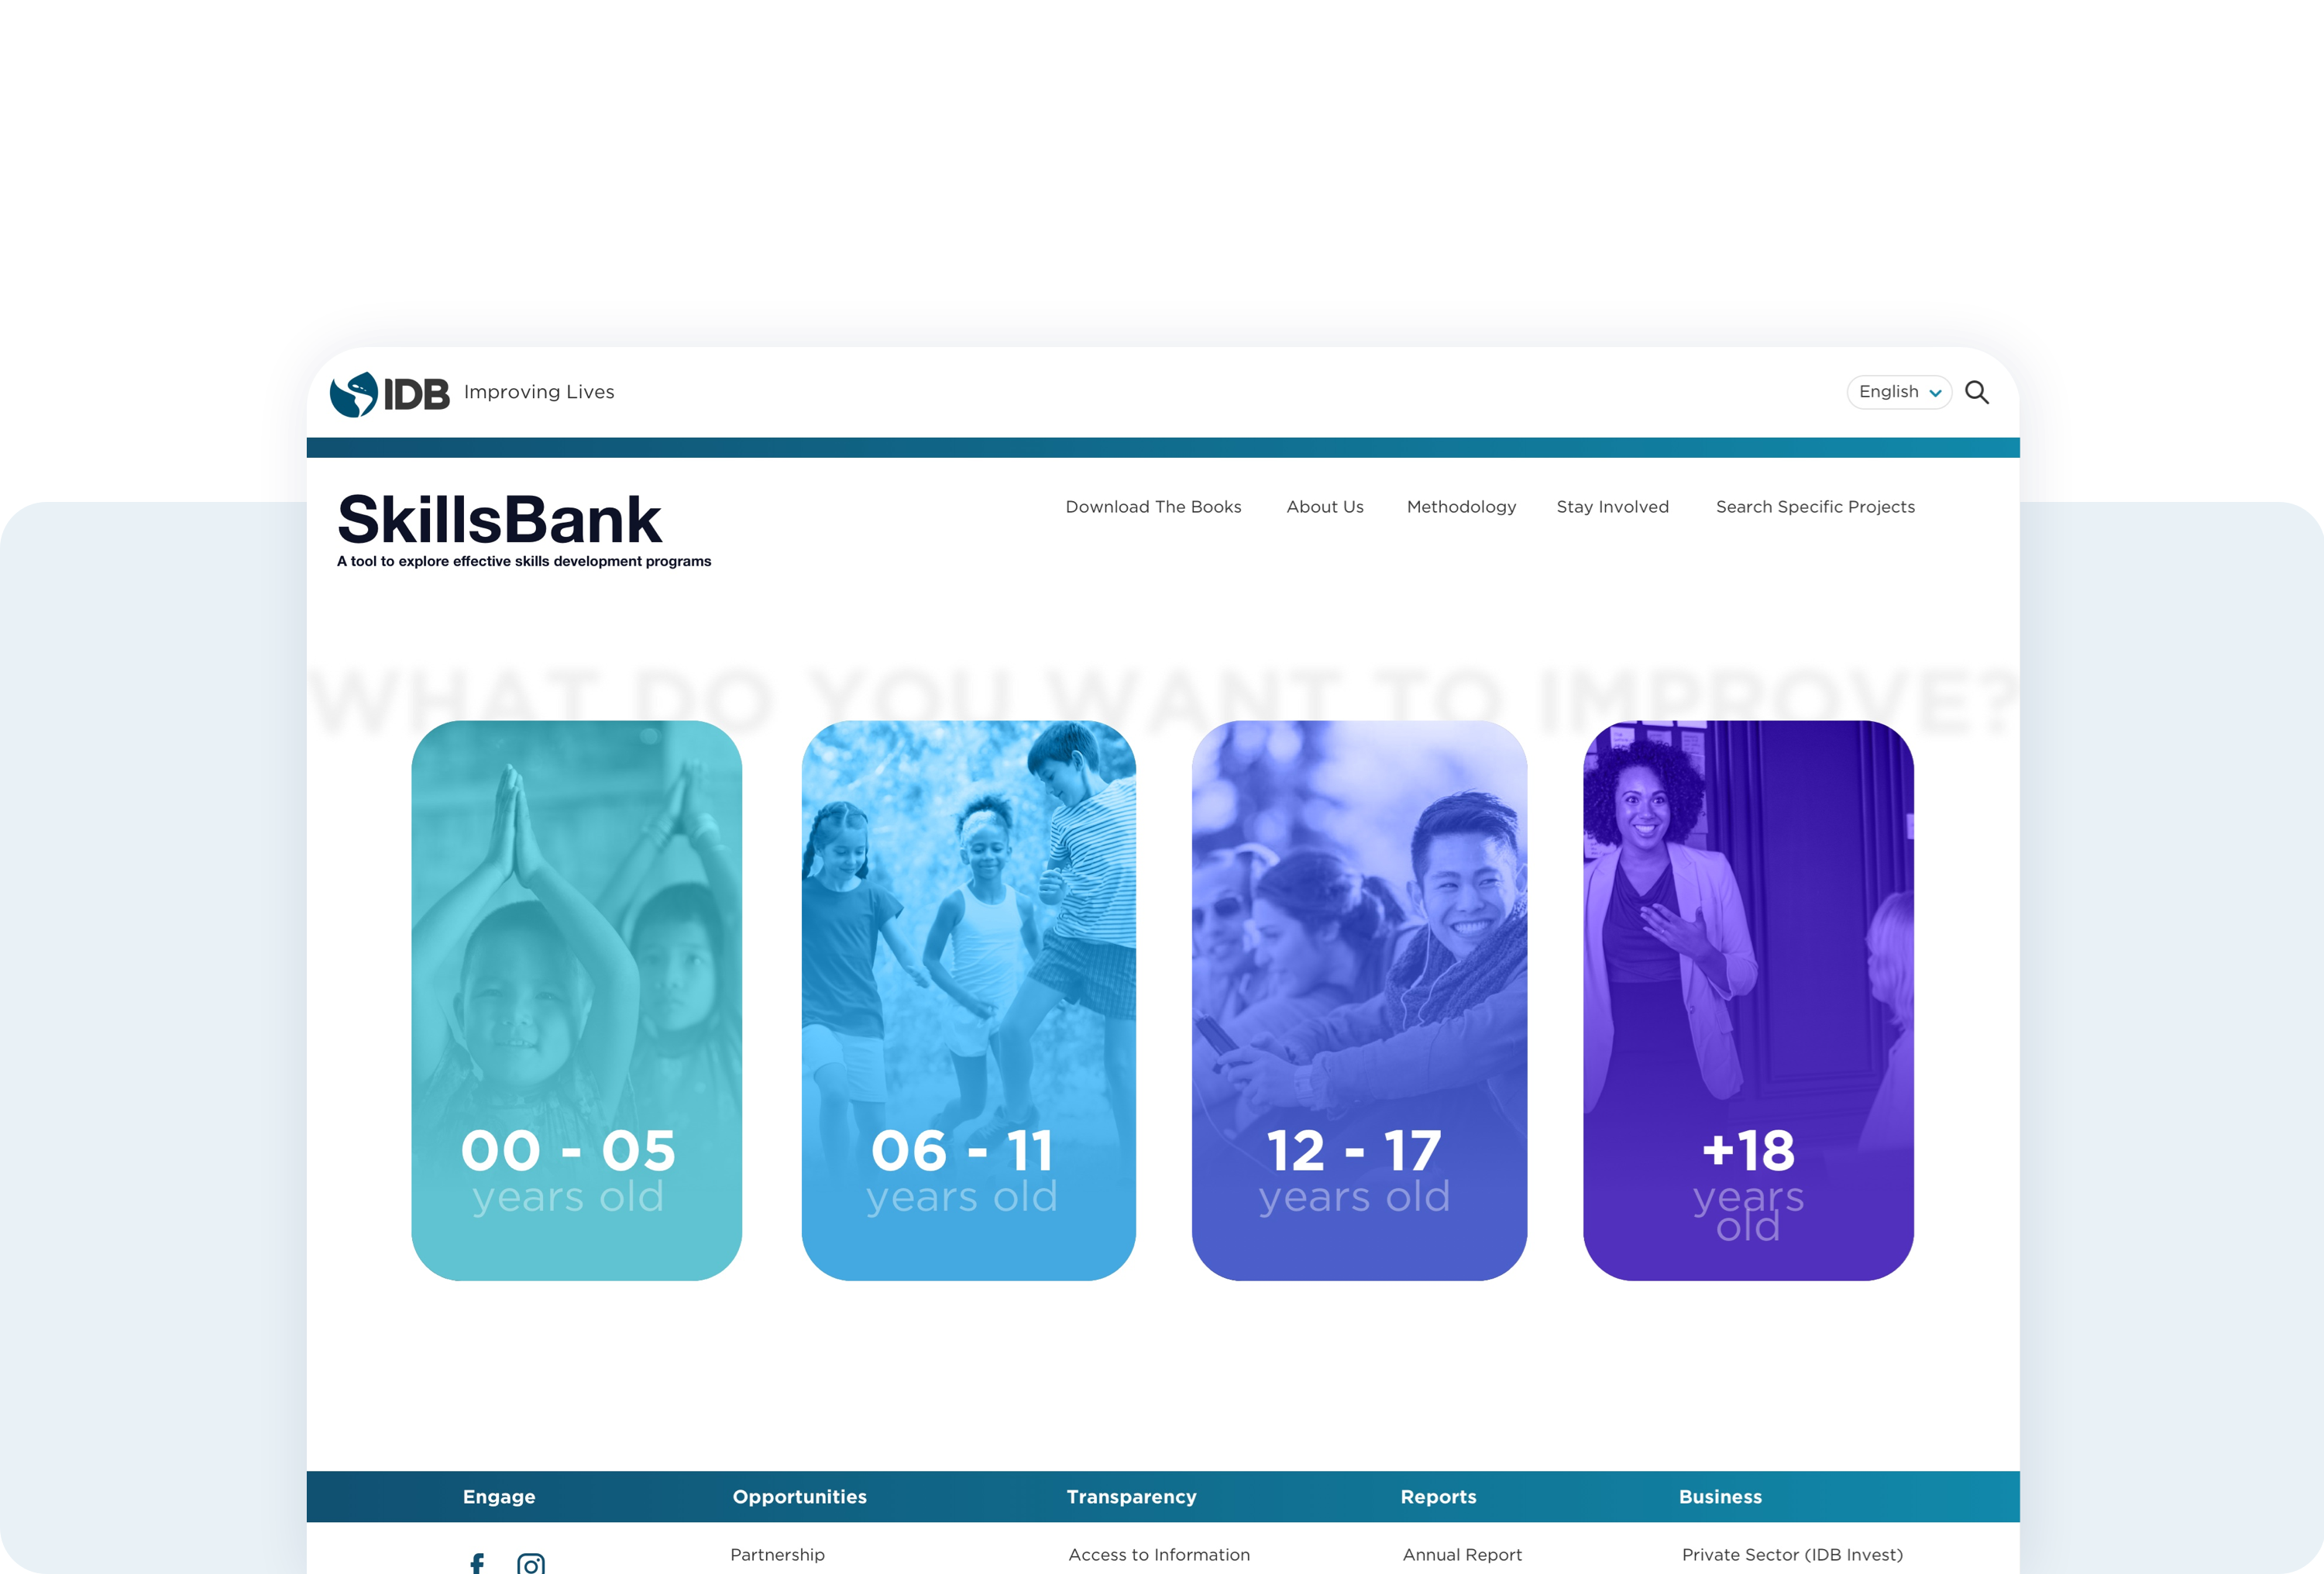 IDB Improving Lives
English
SkillsBank
A tool to explore effective skills development programs
Download The Books About Us Methodology Stay Involved Search Specific Projects
WHAT DO YOU WANT TO IMPROVE?
00 - 05
years old
06 - 11
years old
12 - 17
years old
+18
years
old
Engage Opportunities Transparency Reports Business
Partnership Access to Information Annual Report Private Sector (IDB Invest)